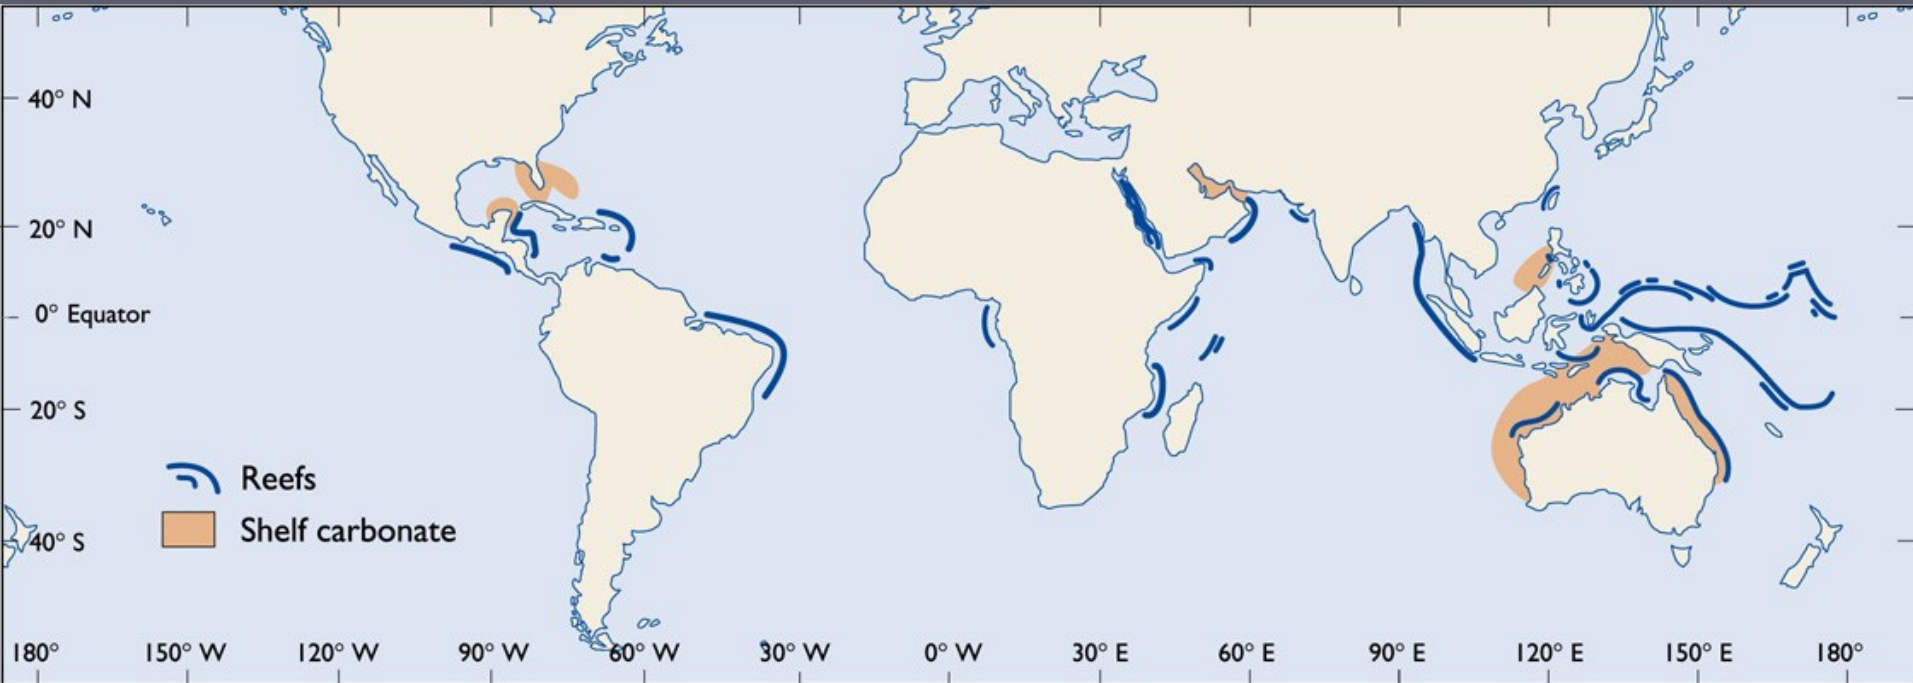 40° N
20° N
0° Equator
20° S
Reefs
Shelf carbonate
40° S
180° 150° W 120° W 90° W 60° W 30° W 0° W 30° E 60° E 90° E 120° E 150° E 180°